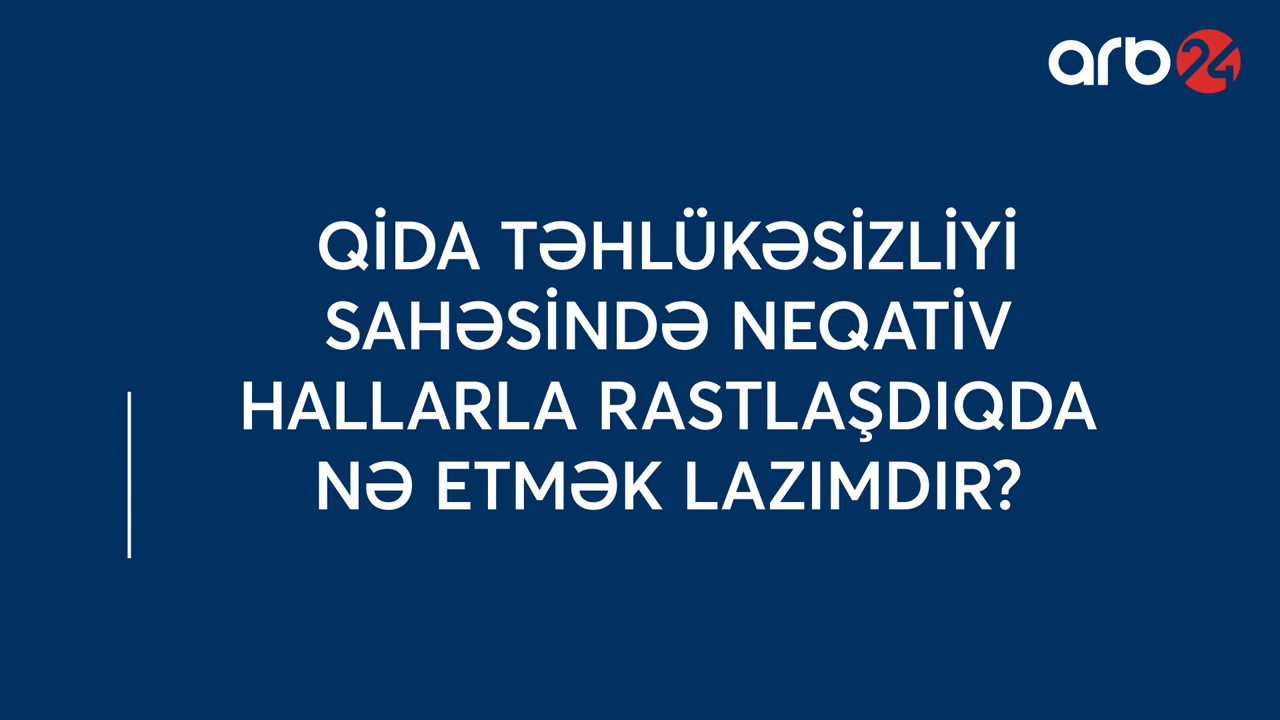 arb24
QİDA TƏHLÜKƏSİZLİYİ
SAHƏSİNDƏ NEQATİV
HALLARLA RASTLAŞDIQDA
NƏ ETMƏK LAZIMDIR?